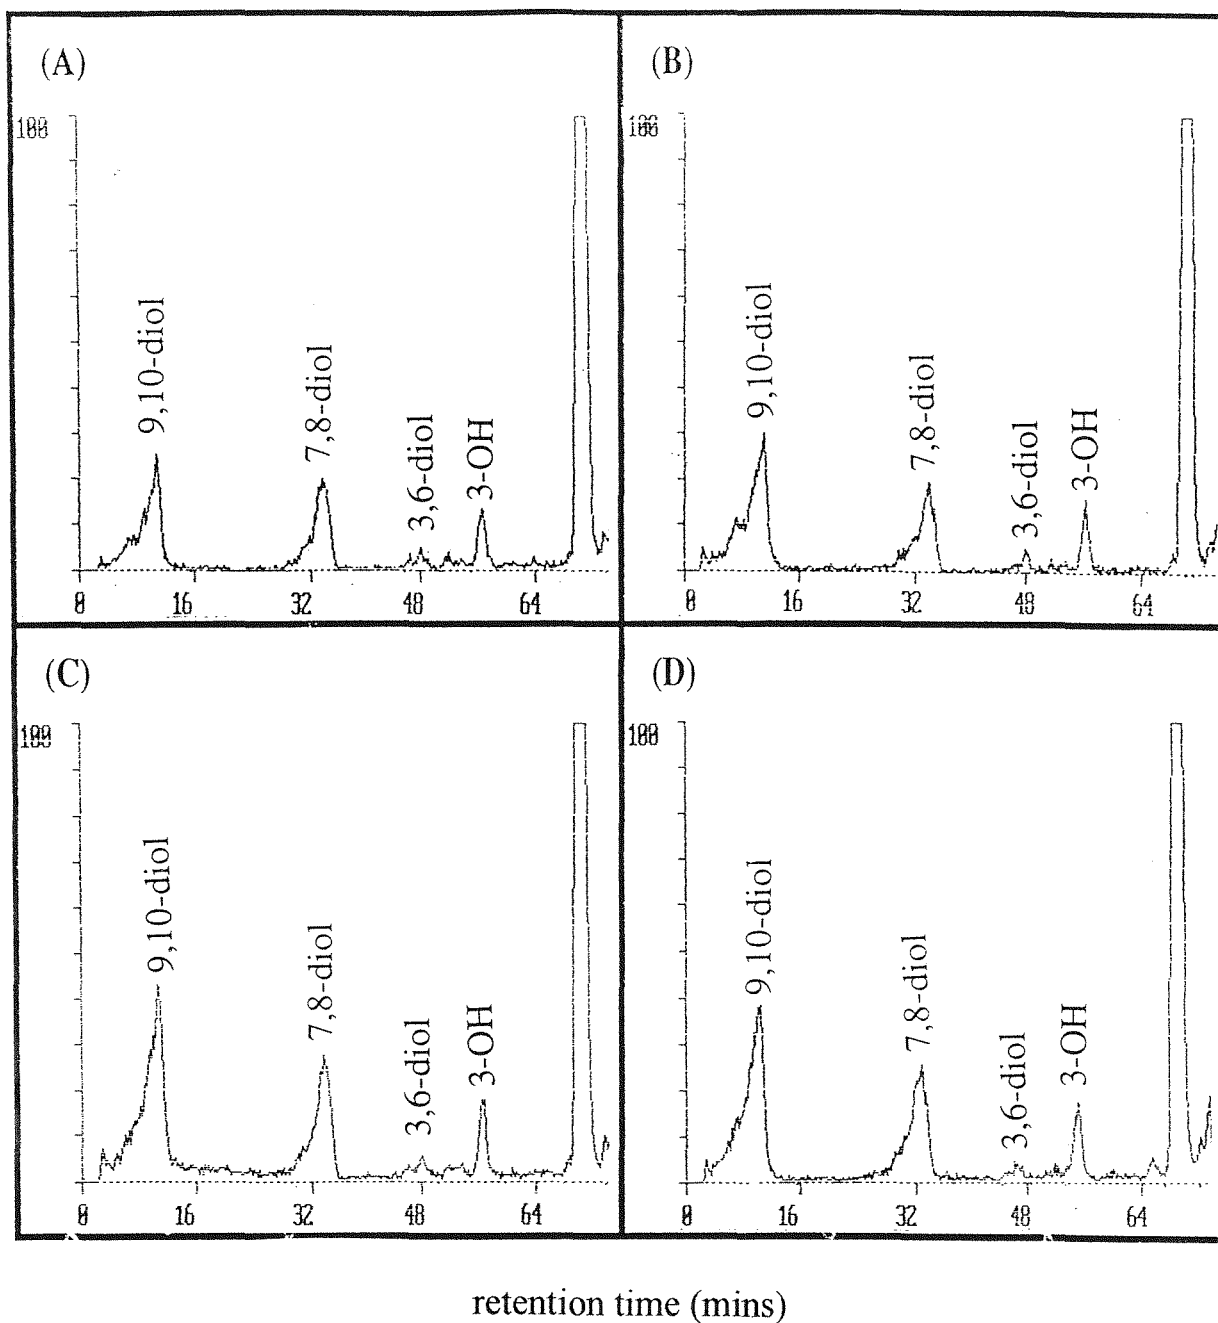 (A)
100
9,10-diol
7,8-diol
3,6-diol
3-OH
0 16 32 48 64
(B)
100
9,10-diol
7,8-diol
3,6-diol
3-OH
0 16 32 48 64
(C)
100
9,10-diol
7,8-diol
3,6-diol
3-OH
0 16 32 48 64
(D)
100
9,10-diol
7,8-diol
3,6-diol
3-OH
0 16 32 48 64
retention time (mins)